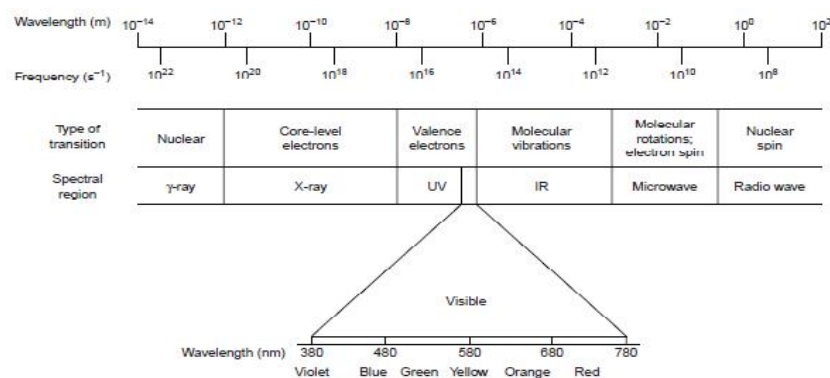 Wavelength (m) 10⁻¹⁴ 10⁻¹² 10⁻¹⁰ 10⁻⁸ 10⁻⁶ 10⁻⁴ 10⁻² 10⁰ 10²
Frequency (s⁻¹) 10²² 10²⁰ 10¹⁸ 10¹⁶ 10¹⁴ 10¹² 10¹⁰ 10⁸
Type of transition Nuclear Core-level electrons Valence electrons Molecular vibrations Molecular rotations; electron spin Nuclear spin
Spectral region γ-ray X-ray UV IR Microwave Radio wave
Visible
Wavelength (nm) 380 480 580 680 780
Violet Blue Green Yellow Orange Red